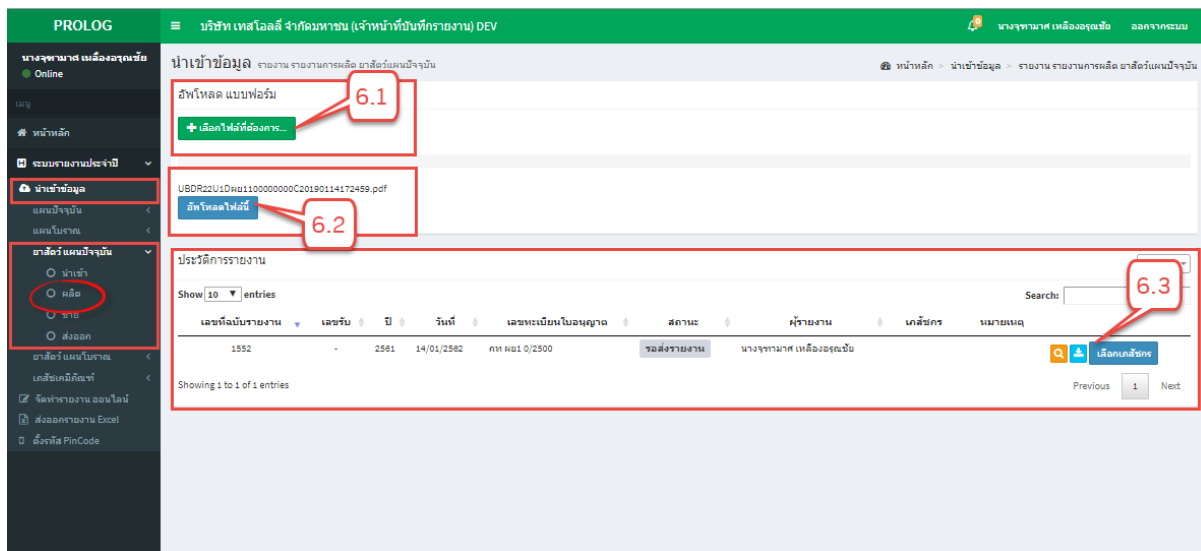 PROLOG
บริษัท เทสโอลลี่ จำกัดมหาชน (เจ้าหน้าที่บันทึกรายงาน) DEV
0
นางจุฑามาศ เหลืองอรุณชัย
ออกจากระบบ
นางจุฑามาศ เหลืองอรุณชัย
Online
เมนู
หน้าหลัก
ระบบรายงานประจำปี
นำเข้าข้อมูล
แผนปัจจุบัน
แผนโบราณ
ยาสัตว์แผนปัจจุบัน
นำเข้า
ผลิต
ขาย
ส่งออก
ยาสัตว์แผนโบราณ
เภสัชเคมีภัณฑ์
จัดทำรายงาน ออนไลน์
ส่งออกรายงาน Excel
ตั้งรหัส PinCode
นำเข้าข้อมูล รายงาน รายงานการผลิต ยาสัตว์แผนปัจจุบัน
หน้าหลัก > นำเข้าข้อมูล > รายงาน รายงานการผลิต ยาสัตว์แผนปัจจุบัน
อัพโหลด แบบฟอร์ม
6.1
เลือกไฟล์ที่ต้องการ...
UBDR22U1Dผย1100000000C20190114172459.pdf
อัพโหลดไฟล์นี้
6.2
ประวัติการรายงาน
6.3
Show 10 entries
Search:
เลขที่ฉบับรายงาน เลขรับ ปี วันที่ เลขทะเบียนใบอนุญาต สถานะ ผู้รายงาน เภสัชกร หมายเหตุ
1552 - 2561 14/01/2562 กท ผย1 0/2500 รอส่งรายงาน นางจุฑามาศ เหลืองอรุณชัย เลือกเภสัชกร
Showing 1 to 1 of 1 entries
Previous 1 Next